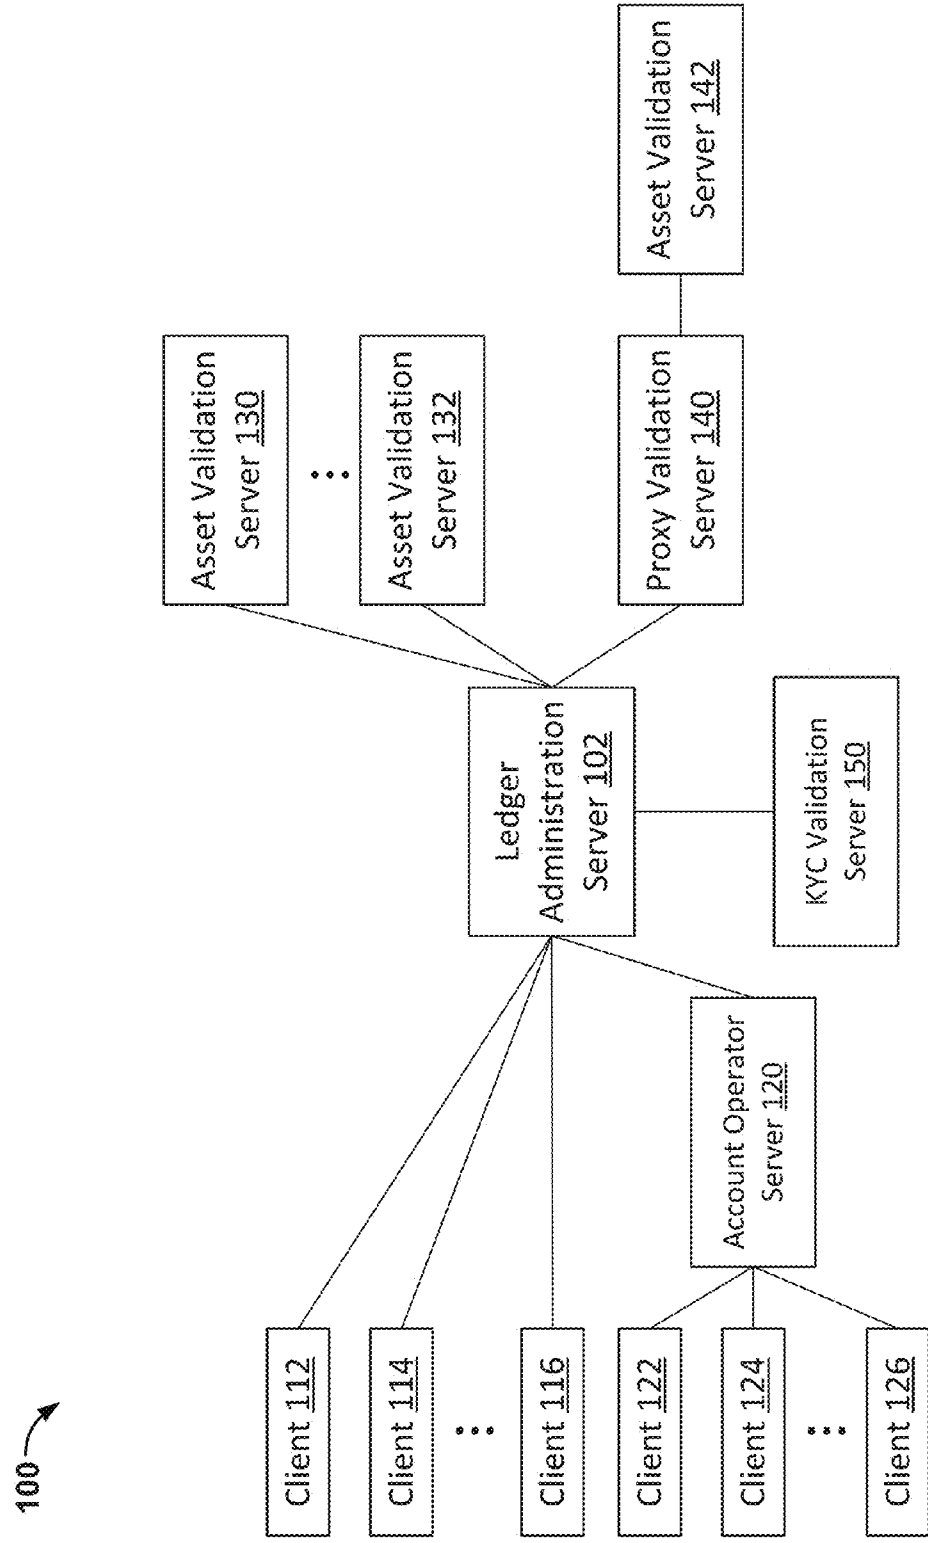 100
Client 112
Client 114
Client 116
Client 122
Client 124
Client 126
Account Operator
Server 120
Ledger
Administration
Server 102
KYC Validation
Server 150
Asset Validation
Server 130
Asset Validation
Server 132
Proxy Validation
Server 140
Asset Validation
Server 142